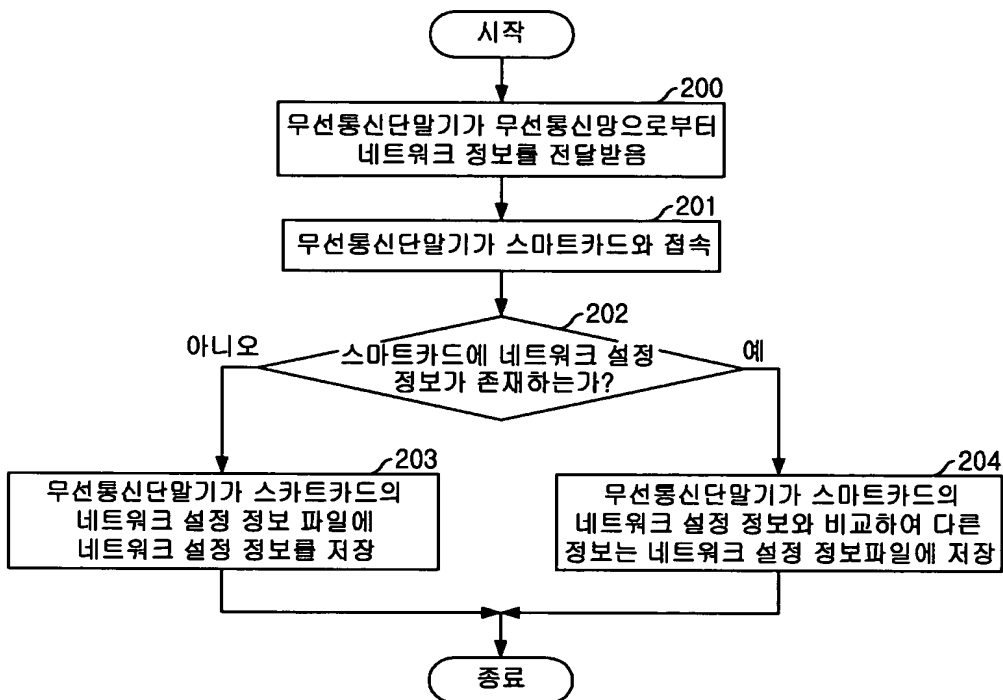 시작
200
무선통신단말기가 무선통신망으로부터
네트워크 정보를 전달받음
201
무선통신단말기가 스마트카드와 접속
202
스마트카드에 네트워크 설정
정보가 존재하는가?
아니오
예
203
무선통신단말기가 스카트카드의
네트워크 설정 정보 파일에
네트워크 설정 정보를 저장
204
무선통신단말기가 스마트카드의
네트워크 설정 정보와 비교하여 다른
정보는 네트워크 설정 정보파일에 저장
종료